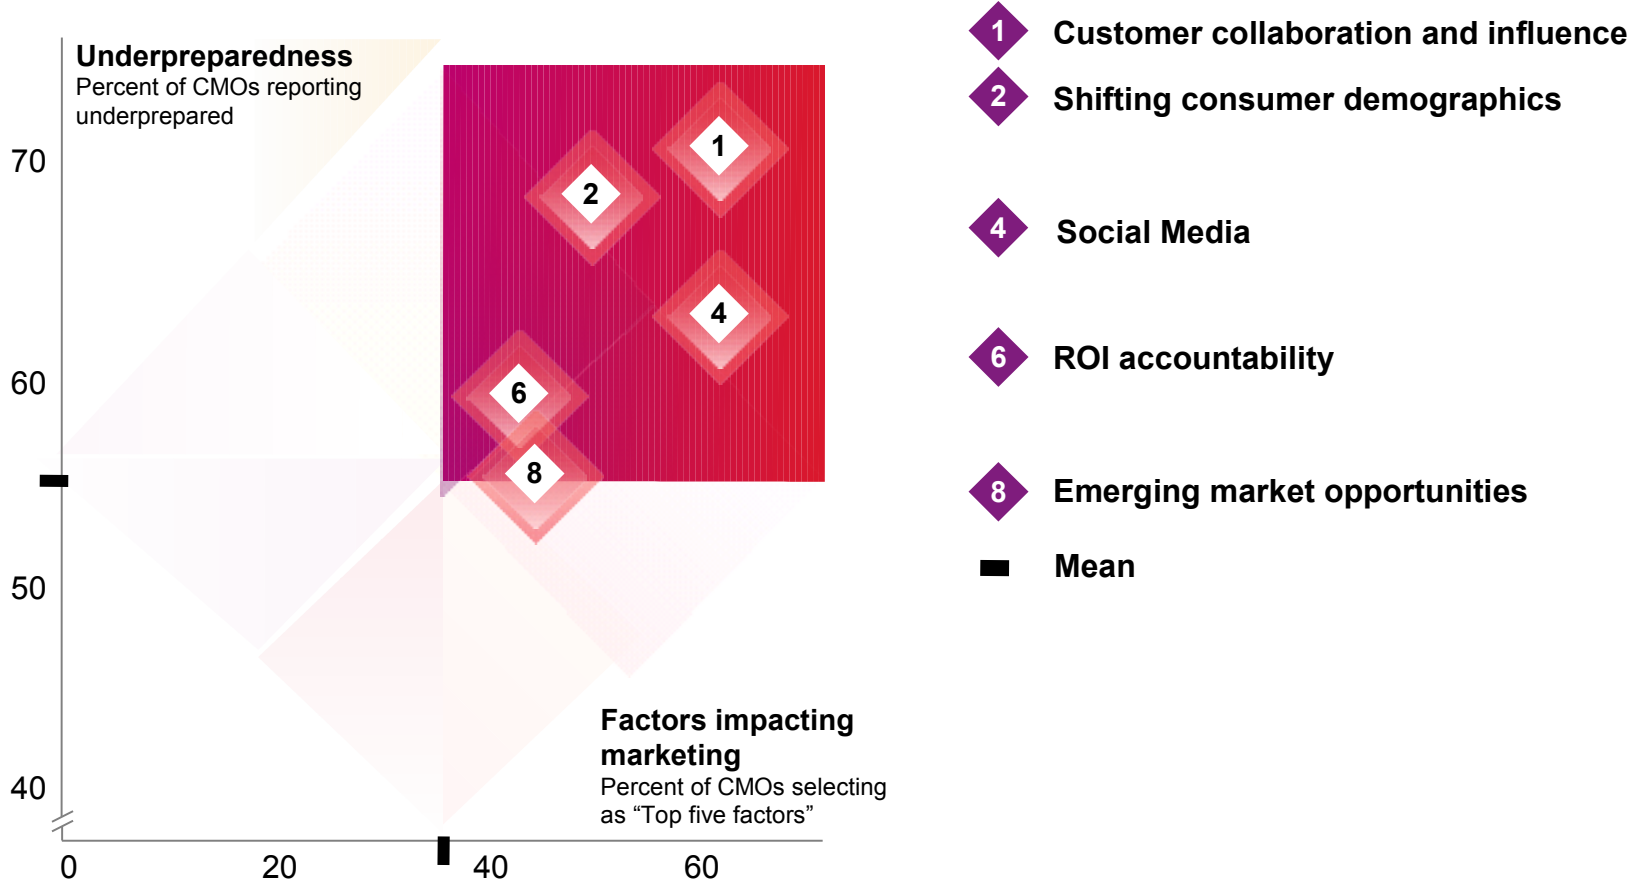 Underpreparedness
Percent of CMOs reporting
underprepared
70
60
50
40
1
2
4
6
8
Factors impacting
marketing
Percent of CMOs selecting
as “Top five factors”
0 20 40 60
1 Customer collaboration and influence
2 Shifting consumer demographics
4 Social Media
6 ROI accountability
8 Emerging market opportunities
Mean